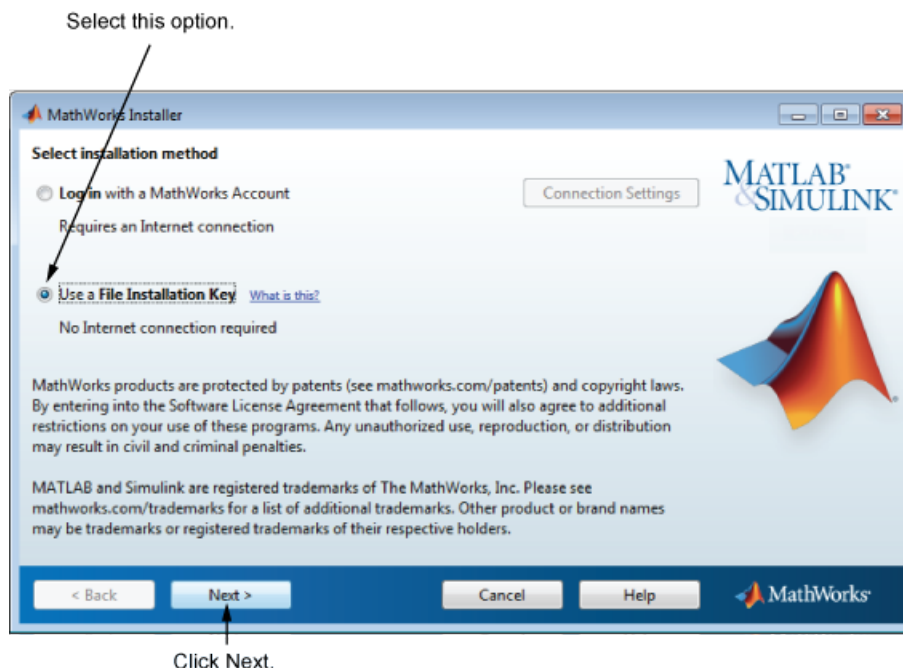 Select this option.
MathWorks Installer
Select installation method
Log in with a MathWorks Account
Connection Settings
Requires an Internet connection
MATLAB®
&SIMULINK®
Use a File Installation Key What is this?
No Internet connection required
MathWorks products are protected by patents (see mathworks.com/patents) and copyright laws.
By entering into the Software License Agreement that follows, you will also agree to additional
restrictions on your use of these programs. Any unauthorized use, reproduction, or distribution
may result in civil and criminal penalties.
MATLAB and Simulink are registered trademarks of The MathWorks, Inc. Please see
mathworks.com/trademarks for a list of additional trademarks. Other product or brand names
may be trademarks or registered trademarks of their respective holders.
< Back Next > Cancel Help MathWorks®
Click Next.